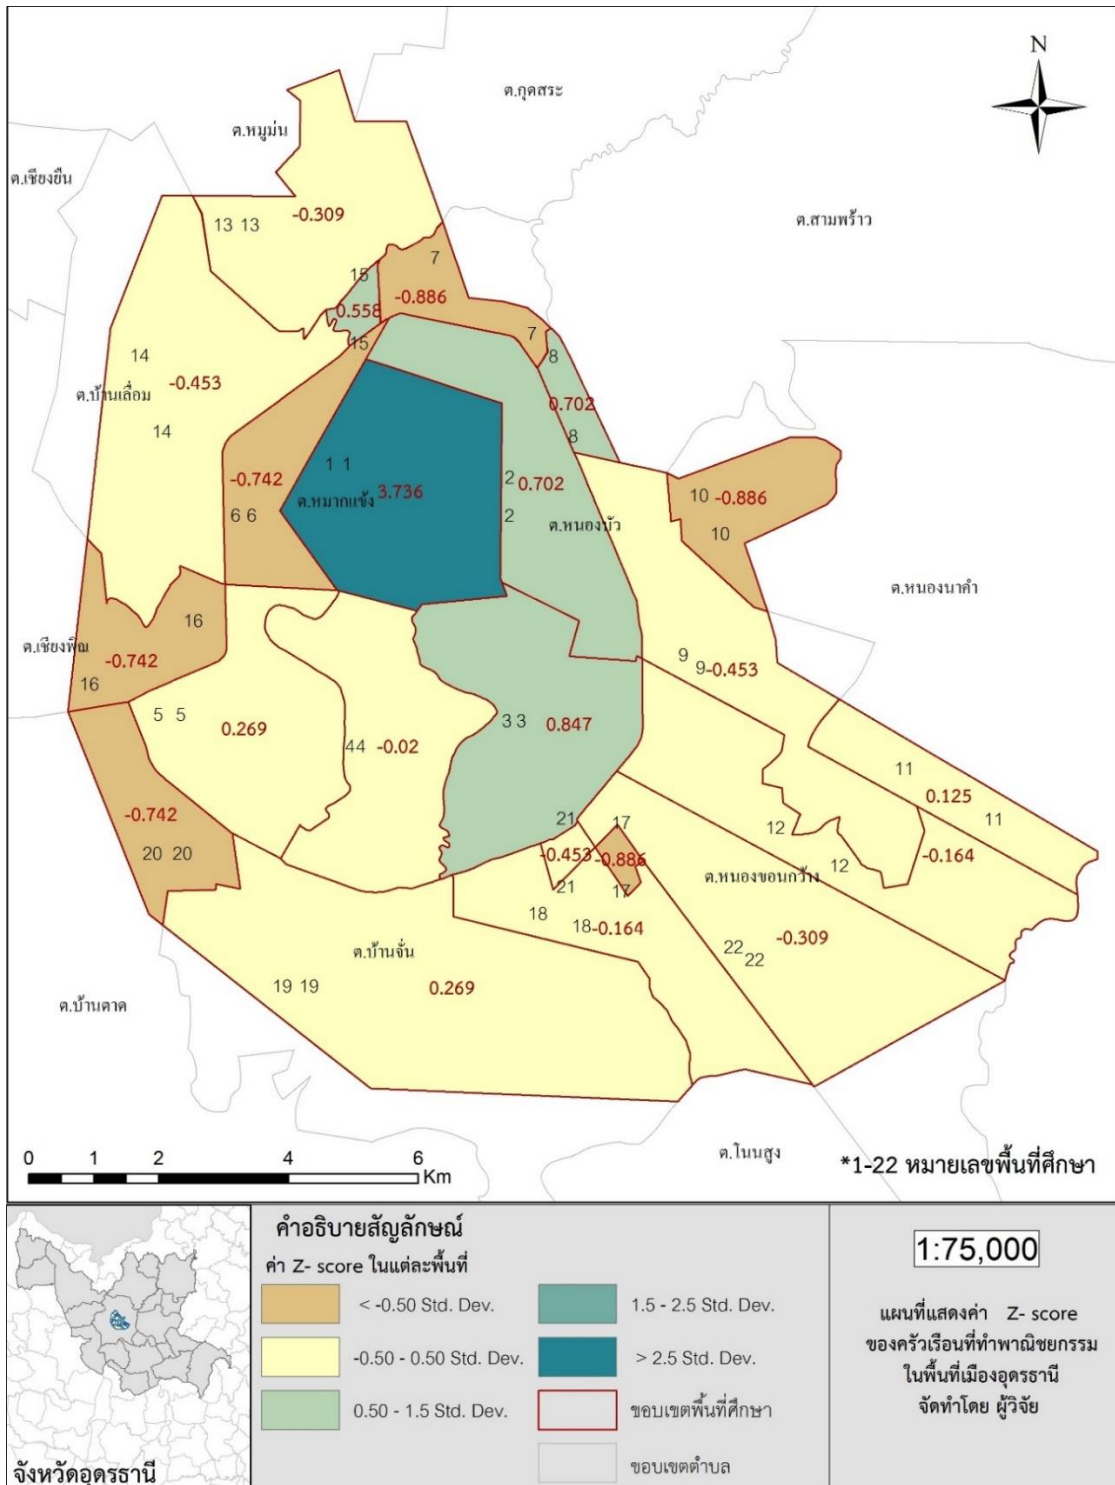 N
ต.กุดสระ
ต.หมูม่น
ต.เชียงยืน
ต.สามพร้าว
-0.309
13 13
7
15
-0.886
0.558
7
15
8
14
-0.453
ต.บ้านเลื่อม
0.702
14
8
1 1
-0.742
3.736
2
0.702
10
-0.886
ต.หมากแข้ง
6 6
2
ต.หนองบัว
10
ต.หนองนาคำ
16
ต.เชียงพิณ
-0.742
9
9
-0.453
16
5 5
0.269
44
-0.02
3 3
0.847
11
0.125
-0.742
21
17
12
11
20 20
-0.453
-0.886
12
-0.164
ต.หนองขอนกว้าง
21
17
18
18
-0.164
22
-0.309
ต.บ้านจั่น
22
19 19
0.269
ต.บ้านตาด
ต.โนนสูง
0 1 2 4 6
Km
*1-22 หมายเลขพื้นที่ศึกษา
จังหวัดอุดรธานี
คำอธิบายสัญลักษณ์
ค่า Z- score ในแต่ละพื้นที่
< -0.50 Std. Dev.
-0.50 - 0.50 Std. Dev.
0.50 - 1.5 Std. Dev.
1.5 - 2.5 Std. Dev.
> 2.5 Std. Dev.
ขอบเขตพื้นที่ศึกษา
ขอบเขตตำบล
1:75,000
แผนที่แสดงค่า Z- score
ของครัวเรือนที่ทำพาณิชยกรรม
ในพื้นที่เมืองอุดรธานี
จัดทำโดย ผู้วิจัย